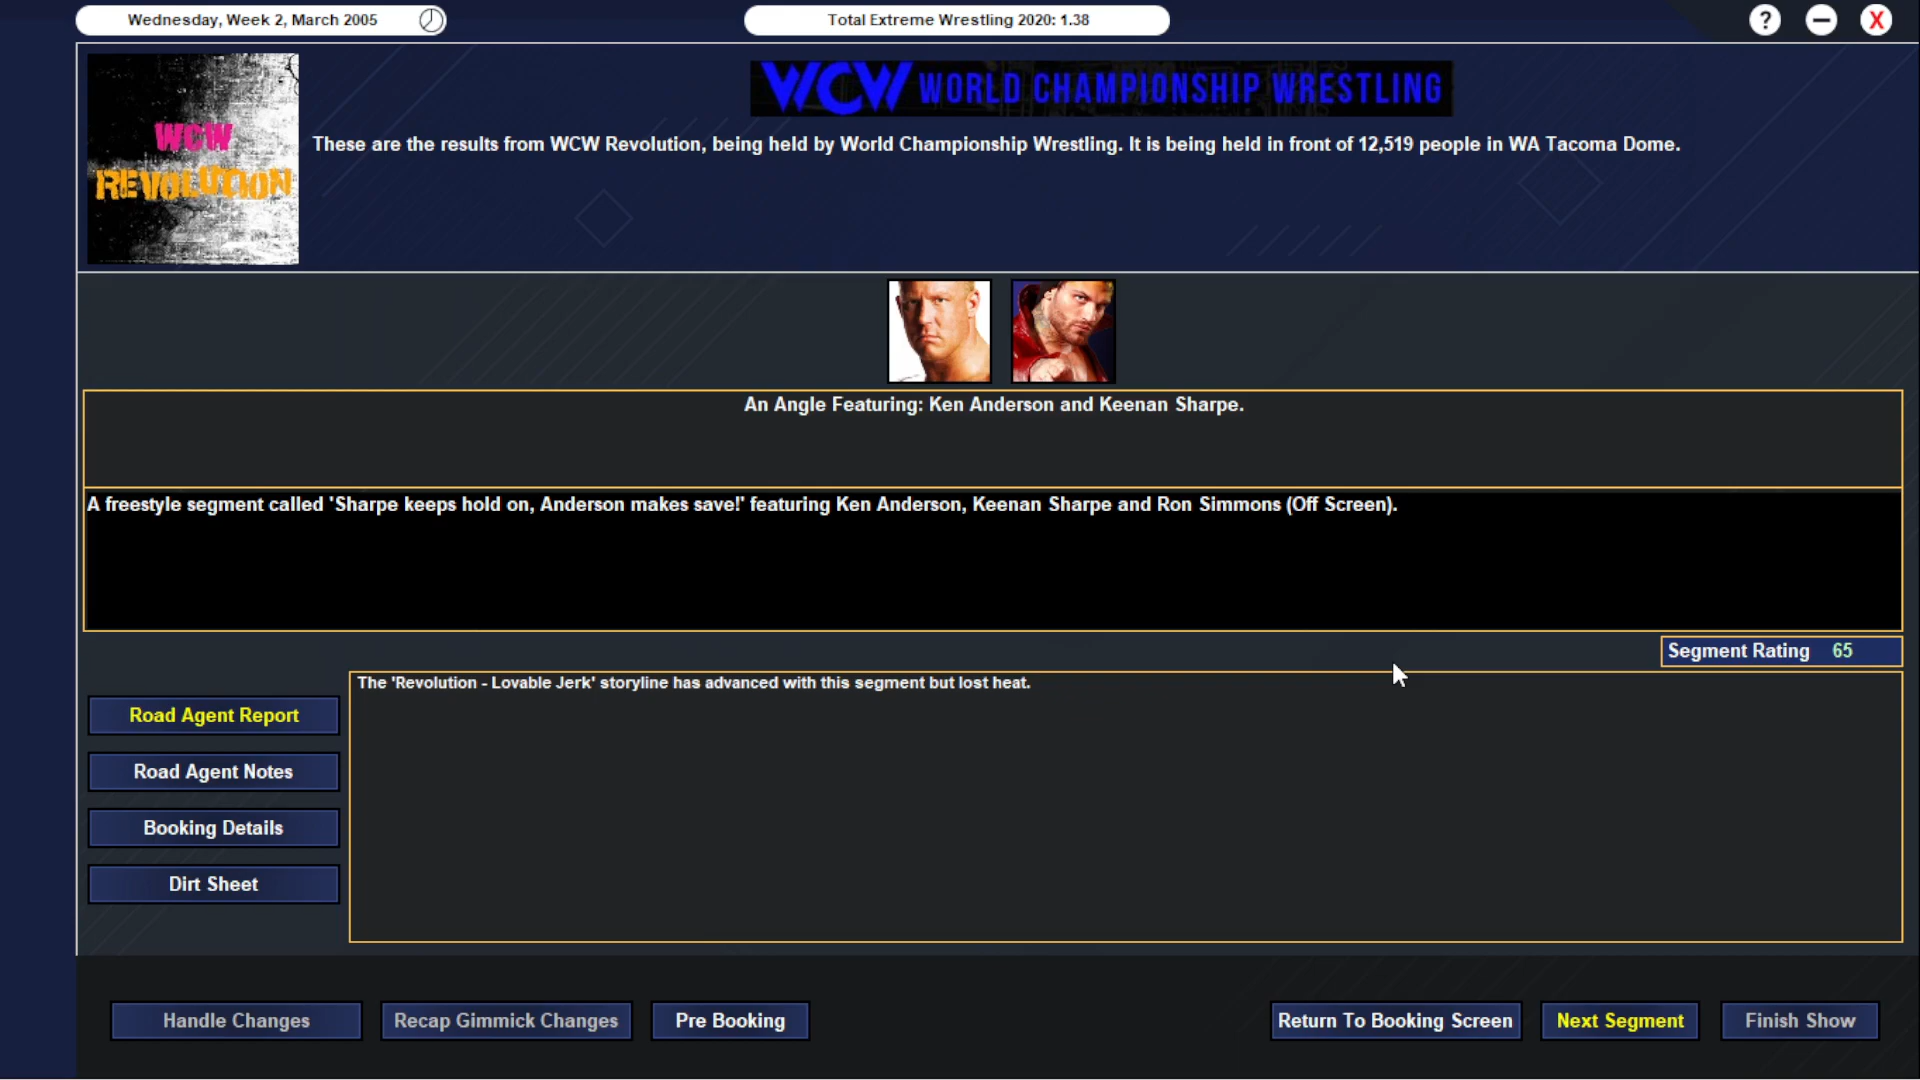 Wednesday, Week 2, March 2005
Total Extreme Wrestling 2020: 1.38
?
X
WCW
REVOLUTION
WCW WORLD CHAMPIONSHIP WRESTLING
These are the results from WCW Revolution, being held by World Championship Wrestling. It is being held in front of 12,519 people in WA Tacoma Dome.
An Angle Featuring: Ken Anderson and Keenan Sharpe.
A freestyle segment called 'Sharpe keeps hold on, Anderson makes save!' featuring Ken Anderson, Keenan Sharpe and Ron Simmons (Off Screen).
Segment Rating 65
The 'Revolution - Lovable Jerk' storyline has advanced with this segment but lost heat.
Road Agent Report
Road Agent Notes
Booking Details
Dirt Sheet
Handle Changes
Recap Gimmick Changes
Pre Booking
Return To Booking Screen
Next Segment
Finish Show